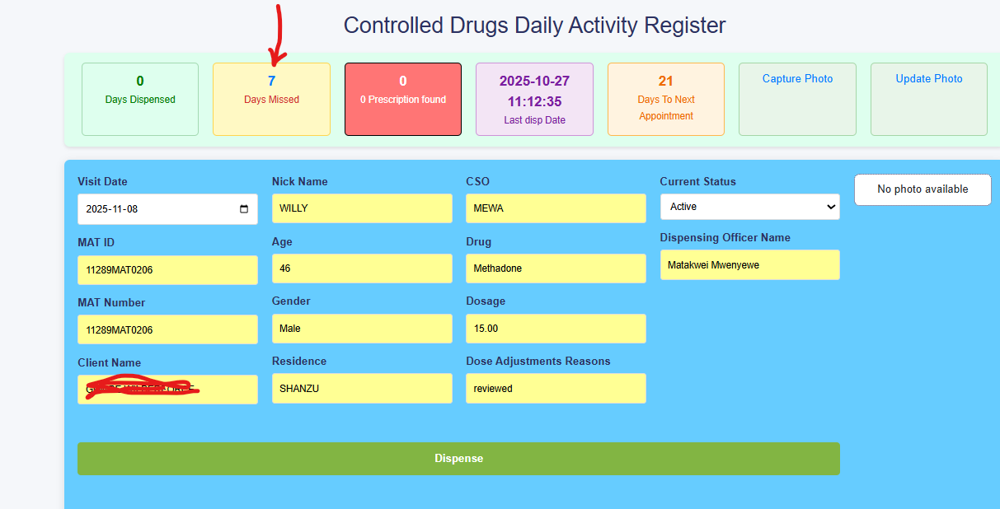 Controlled Drugs Daily Activity Register
0
Days Dispensed
7
Days Missed
0
0 Prescription found
2025-10-27
11:12:35
Last disp Date
21
Days To Next
Appointment
Capture Photo
Update Photo
Visit Date
2025-11-08
MAT ID
11289MAT0206
MAT Number
11289MAT0206
Client Name
Nick Name
WILLY
Age
46
Gender
Male
Residence
SHANZU
CSO
MEWA
Drug
Methadone
Dosage
15.00
Dose Adjustments Reasons
reviewed
Current Status
Active
Dispensing Officer Name
Matakwei Mwenyewe
No photo available
Dispense